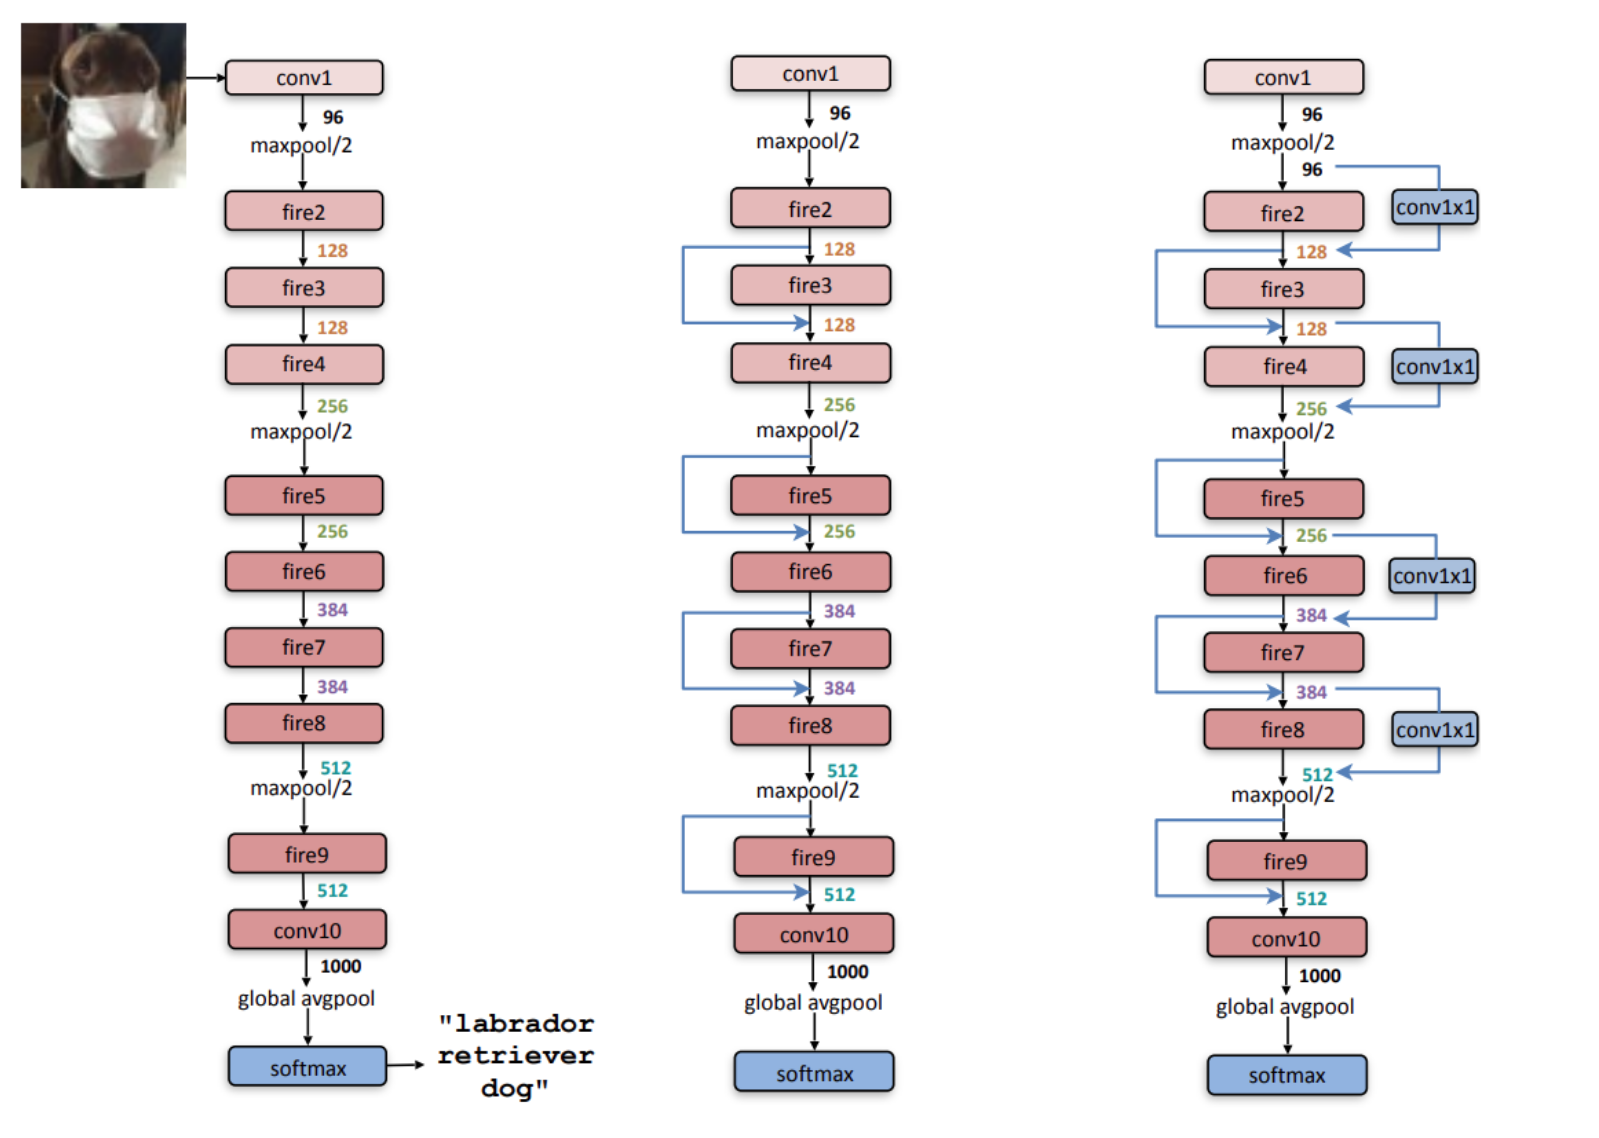 conv1
96
maxpool/2
fire2
128
fire3
128
fire4
256
maxpool/2
fire5
256
fire6
384
fire7
384
fire8
512
maxpool/2
fire9
512
conv10
1000
global avgpool
softmax
"labrador
retriever
dog"
conv1
96
maxpool/2
fire2
128
fire3
128
fire4
256
maxpool/2
fire5
256
fire6
384
fire7
384
fire8
512
maxpool/2
fire9
512
conv10
1000
global avgpool
softmax
conv1
96
maxpool/2
96
conv1x1
fire2
128
fire3
128
conv1x1
fire4
256
maxpool/2
fire5
256
conv1x1
fire6
384
fire7
384
conv1x1
fire8
512
maxpool/2
fire9
512
conv10
1000
global avgpool
softmax